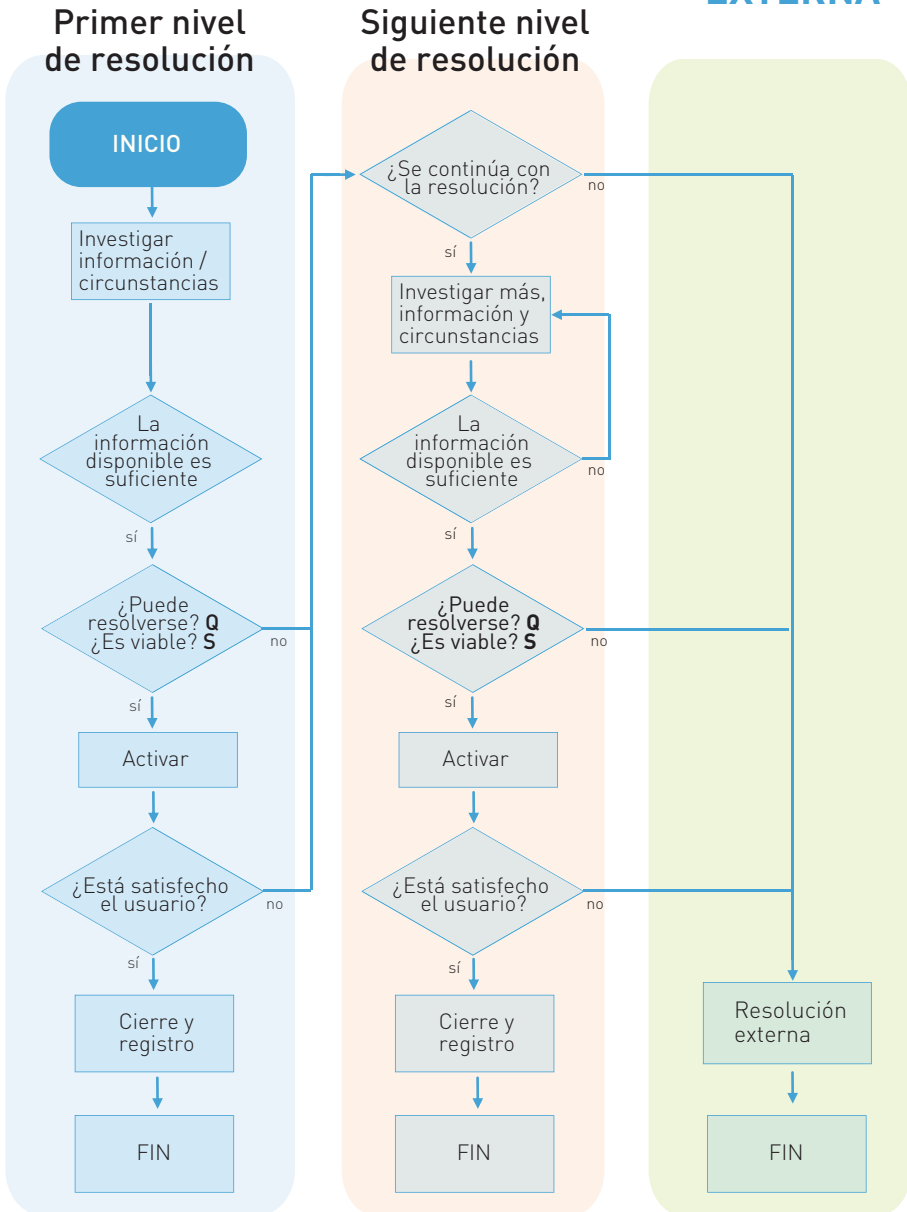 EXTERNA
Primer nivel
de resolución
INICIO
Investigar
información /
circunstancias
La
información
disponible es
suficiente
sí
¿Puede
resolverse? Q
¿Es viable? S
no
sí
Activar
¿Está satisfecho
el usuario?
no
sí
Cierre y
registro
FIN
Siguiente nivel
de resolución
¿Se continúa con
la resolución?
no
sí
Investigar más,
información y
circunstancias
La
información
disponible es
suficiente
no
sí
¿Puede
resolverse? Q
¿Es viable? S
no
sí
Activar
¿Está satisfecho
el usuario?
no
sí
Cierre y
registro
FIN
Resolución
externa
FIN